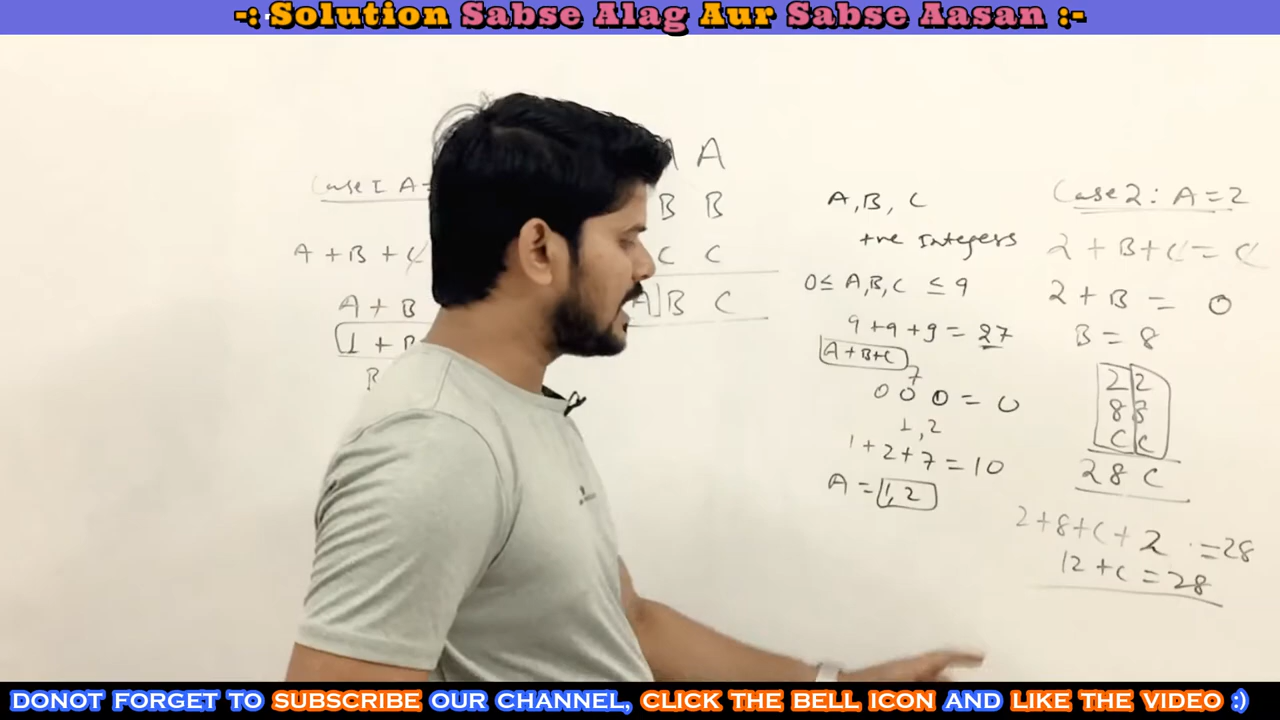 -: Solution Sabse Alag Aur Sabse Aasan :-
Case I A=
A + B + C
A + B
1 + B
B
A
B B
C C
A B C
A, B, C
+ve Integers
0 ≤ A, B, C ≤ 9
9 + 9 + 9 = 27
A + B + C
7
0 0 0 = 0
1, 2
1 + 2 + 7 = 10
A = 1, 2
Case 2 : A = 2
2 + B + C = C
2 + B = 0
B = 8
2 2
8 8
C C
2 8 C
2 + 8 + C + 2 = 28
12 + C = 28
DONOT FORGET TO SUBSCRIBE OUR CHANNEL, CLICK THE BELL ICON AND LIKE THE VIDEO :)